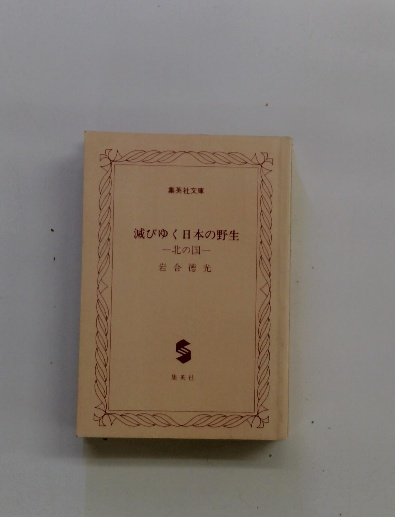 集英社文庫
滅びゆく日本の野生
—北の国—
岩合徳光
集英社